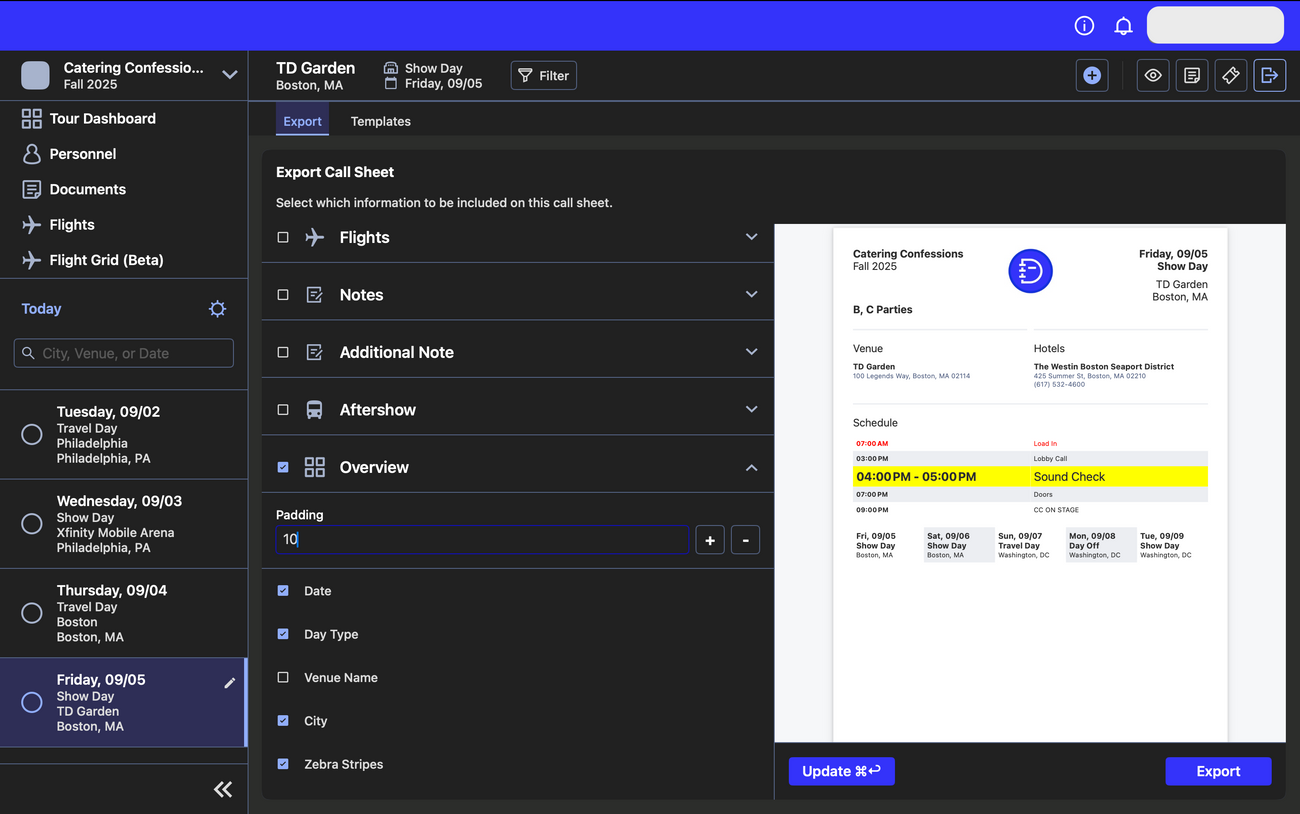 Catering Confessio...
Fall 2025
TD Garden
Boston, MA
Show Day
Friday, 09/05
Filter
Tour Dashboard
Personnel
Documents
Flights
Flight Grid (Beta)
Today
City, Venue, or Date
Tuesday, 09/02
Travel Day
Philadelphia
Philadelphia, PA
Wednesday, 09/03
Show Day
Xfinity Mobile Arena
Philadelphia, PA
Thursday, 09/04
Travel Day
Boston
Boston, MA
Friday, 09/05
Show Day
TD Garden
Boston, MA
Export
Templates
Export Call Sheet
Select which information to be included on this call sheet.
Flights
Notes
Additional Note
Aftershow
Overview
Padding
10
+
-
Date
Day Type
Venue Name
City
Zebra Stripes
Catering Confessions
Fall 2025
Friday, 09/05
Show Day
TD Garden
Boston, MA
B, C Parties
Venue
TD Garden
100 Legends Way, Boston, MA 02114
Hotels
The Westin Boston Seaport District
425 Summer St, Boston, MA 02210
(617) 532-4600
Schedule
07:00 AM Load In
03:00 PM Lobby Call
04:00 PM - 05:00 PM Sound Check
07:00 PM Doors
09:00 PM CC ON STAGE
Fri, 09/05
Show Day
Boston, MA
Sat, 09/06
Show Day
Boston, MA
Sun, 09/07
Travel Day
Washington, DC
Mon, 09/08
Day Off
Washington, DC
Tue, 09/09
Show Day
Washington, DC
Update ⌘↩
Export